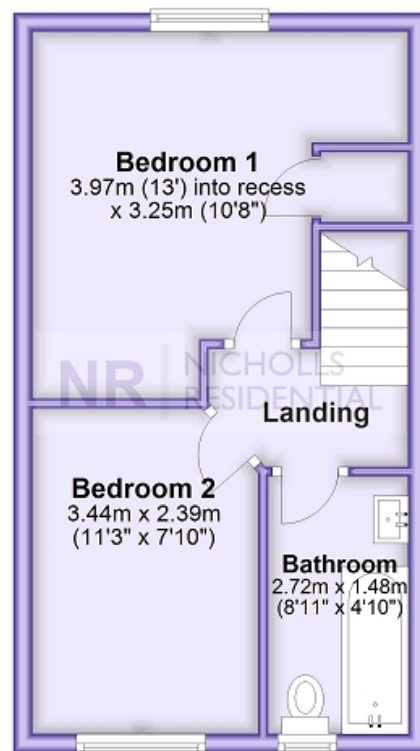 Bedroom 1
3.97m (13') into recess
x 3.25m (10'8")
NR | NICHOLLS
RESIDENTIAL
Landing
Bedroom 2
3.44m x 2.39m
(11'3" x 7'10")
Bathroom
2.72m x 1.48m
(8'11" x 4'10")